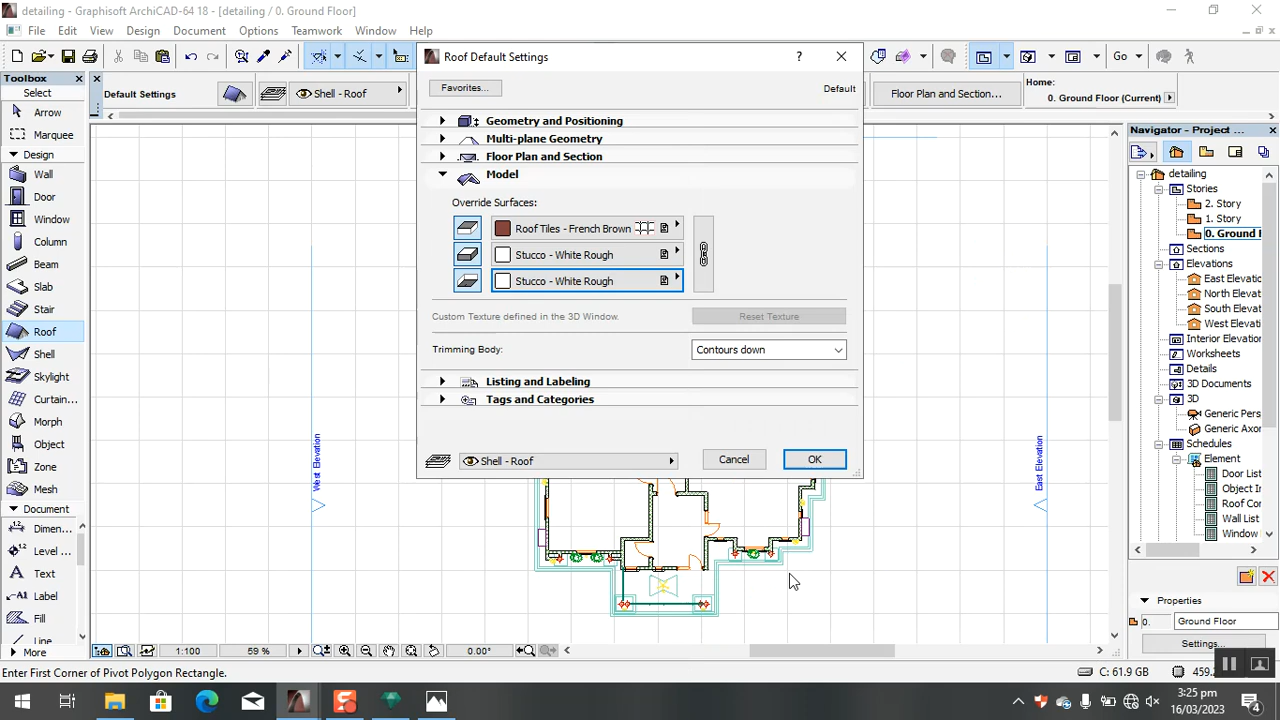 detailing - Graphisoft ArchiCAD-64 18 - [detailing / 0. Ground Floor]
File Edit View Design Document Options Teamwork Window Help
Toolbox
Select
Arrow
Marquee
Design
Wall
Door
Window
Column
Beam
Slab
Stair
Roof
Shell
Skylight
Curtain...
Morph
Object
Zone
Mesh
Document
Dimen...
Level ...
Text
Label
Fill
Line
More
Default Settings
Shell - Roof
Roof Default Settings
?
Favorites...
Default
Geometry and Positioning
Multi-plane Geometry
Floor Plan and Section
Model
Override Surfaces:
Roof Tiles - French Brown
Stucco - White Rough
Stucco - White Rough
Custom Texture defined in the 3D Window.
Reset Texture
Trimming Body:
Contours down
Listing and Labeling
Tags and Categories
Shell - Roof
Cancel
OK
West Elevation
East Elevation
Go
Floor Plan and Section...
Home:
0. Ground Floor (Current)
Navigator - Project ...
detailing
Stories
2. Story
1. Story
0. Ground F
Sections
Elevations
East Elevati
North Elevat
South Elevat
West Elevati
Interior Elevatio
Worksheets
Details
3D Documents
3D
Generic Pers
Generic Axo
Schedules
Element
Door List
Object In
Roof Cor
Wall List
Window
Properties
0.
Ground Floor
Settings...
1:100
59 %
0.00°
Enter First Corner of Pivot Polygon Rectangle.
C: 61.9 GB
459.
3:25 pm
16/03/2023
4